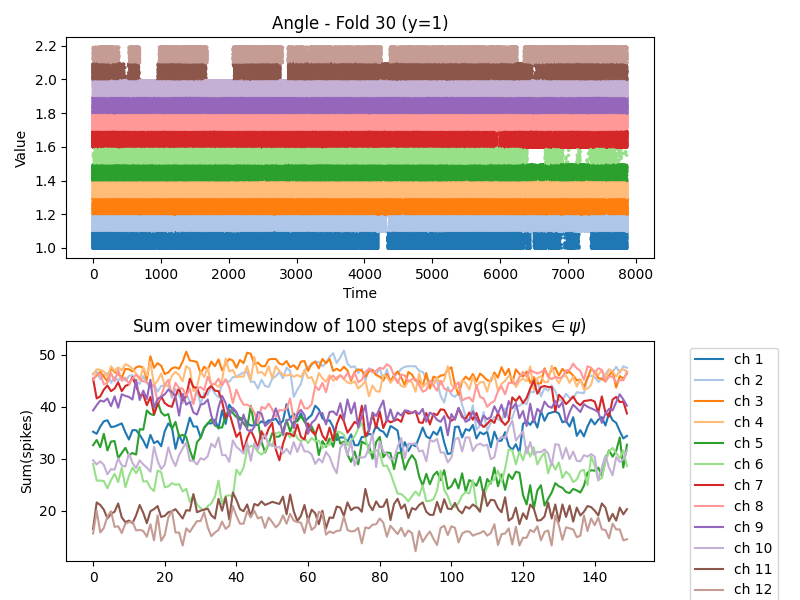 Angle - Fold 30 (y=1)
Value
2.2
2.0
1.8
1.6
1.4
1.2
1.0
0 1000 2000 3000 4000 5000 6000 7000 8000
Time
Sum over timewindow of 100 steps of avg(spikes ∈ψ)
Sum(spikes)
50
40
30
20
0 20 40 60 80 100 120 140
ch 1
ch 2
ch 3
ch 4
ch 5
ch 6
ch 7
ch 8
ch 9
ch 10
ch 11
ch 12